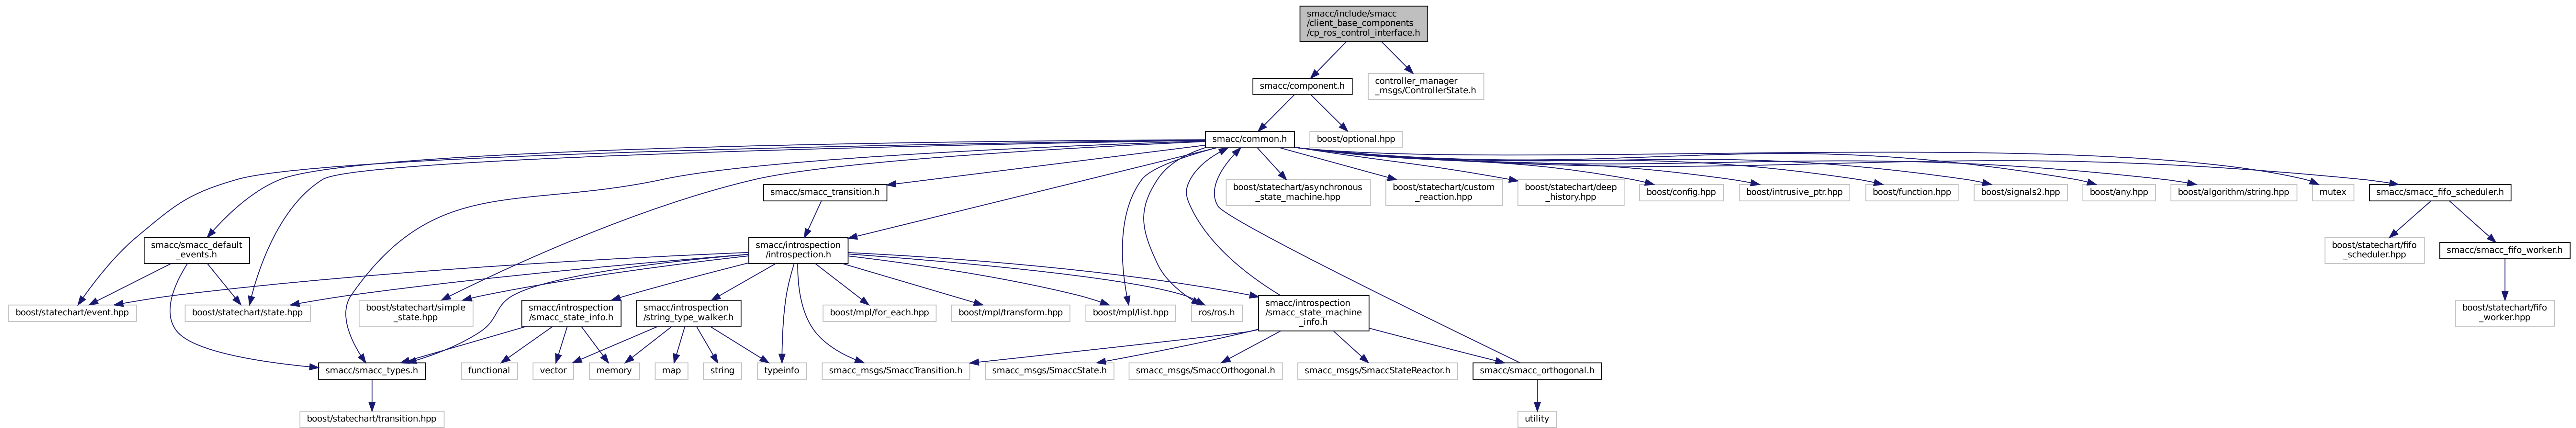 smacc/include/smacc
/client_base_components
/cp_ros_control_interface.h
smacc/component.h
controller_manager
_msgs/ControllerState.h
smacc/common.h
boost/optional.hpp
smacc/smacc_transition.h
boost/statechart/asynchronous
_state_machine.hpp
boost/statechart/custom
_reaction.hpp
boost/statechart/deep
_history.hpp
boost/config.hpp
boost/intrusive_ptr.hpp
boost/function.hpp
boost/signals2.hpp
boost/any.hpp
boost/algorithm/string.hpp
mutex
smacc/smacc_fifo_scheduler.h
smacc/smacc_default
_events.h
smacc/introspection
/introspection.h
boost/statechart/fifo
_scheduler.hpp
smacc/smacc_fifo_worker.h
boost/statechart/event.hpp
boost/statechart/state.hpp
boost/statechart/simple
_state.hpp
smacc/introspection
/smacc_state_info.h
smacc/introspection
/string_type_walker.h
boost/mpl/for_each.hpp
boost/mpl/transform.hpp
boost/mpl/list.hpp
ros/ros.h
smacc/introspection
/smacc_state_machine
_info.h
boost/statechart/fifo
_worker.hpp
smacc/smacc_types.h
functional
vector
memory
map
string
typeinfo
smacc_msgs/SmaccTransition.h
smacc_msgs/SmaccState.h
smacc_msgs/SmaccOrthogonal.h
smacc_msgs/SmaccStateReactor.h
smacc/smacc_orthogonal.h
boost/statechart/transition.hpp
utility